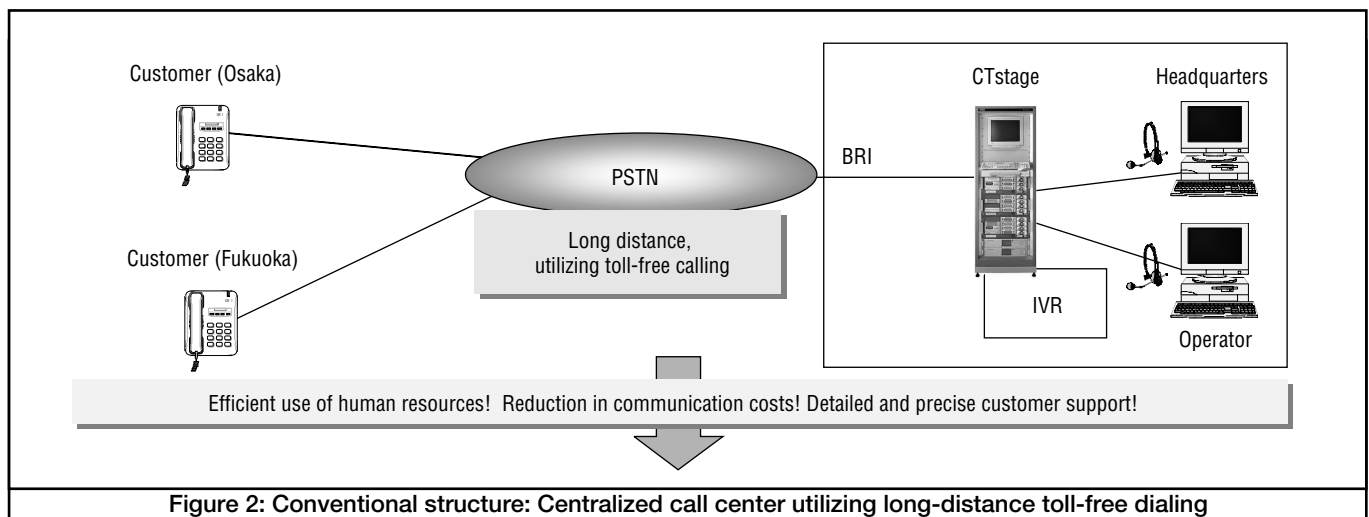 Customer (Osaka)
CTstage
Headquarters
BRI
PSTN
Long distance,
utilizing toll-free calling
Customer (Fukuoka)
IVR
Operator
Efficient use of human resources! Reduction in communication costs! Detailed and precise customer support!
Figure 2: Conventional structure: Centralized call center utilizing long-distance toll-free dialing